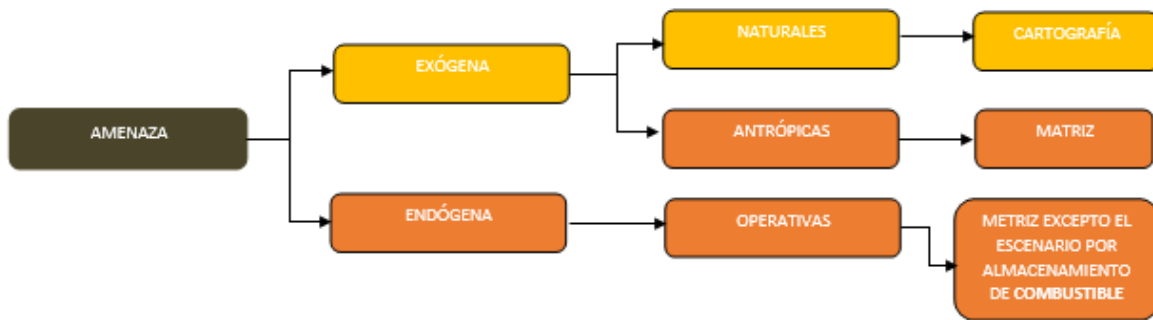 NATURALES
CARTOGRAFÍA
EXÓGENA
AMENAZA
ANTRÓPICAS
MATRIZ
ENDÓGENA
OPERATIVAS
METRIZ EXCEPTO EL
ESCENARIO POR
ALMACENAMIENTO
DE COMBUSTIBLE